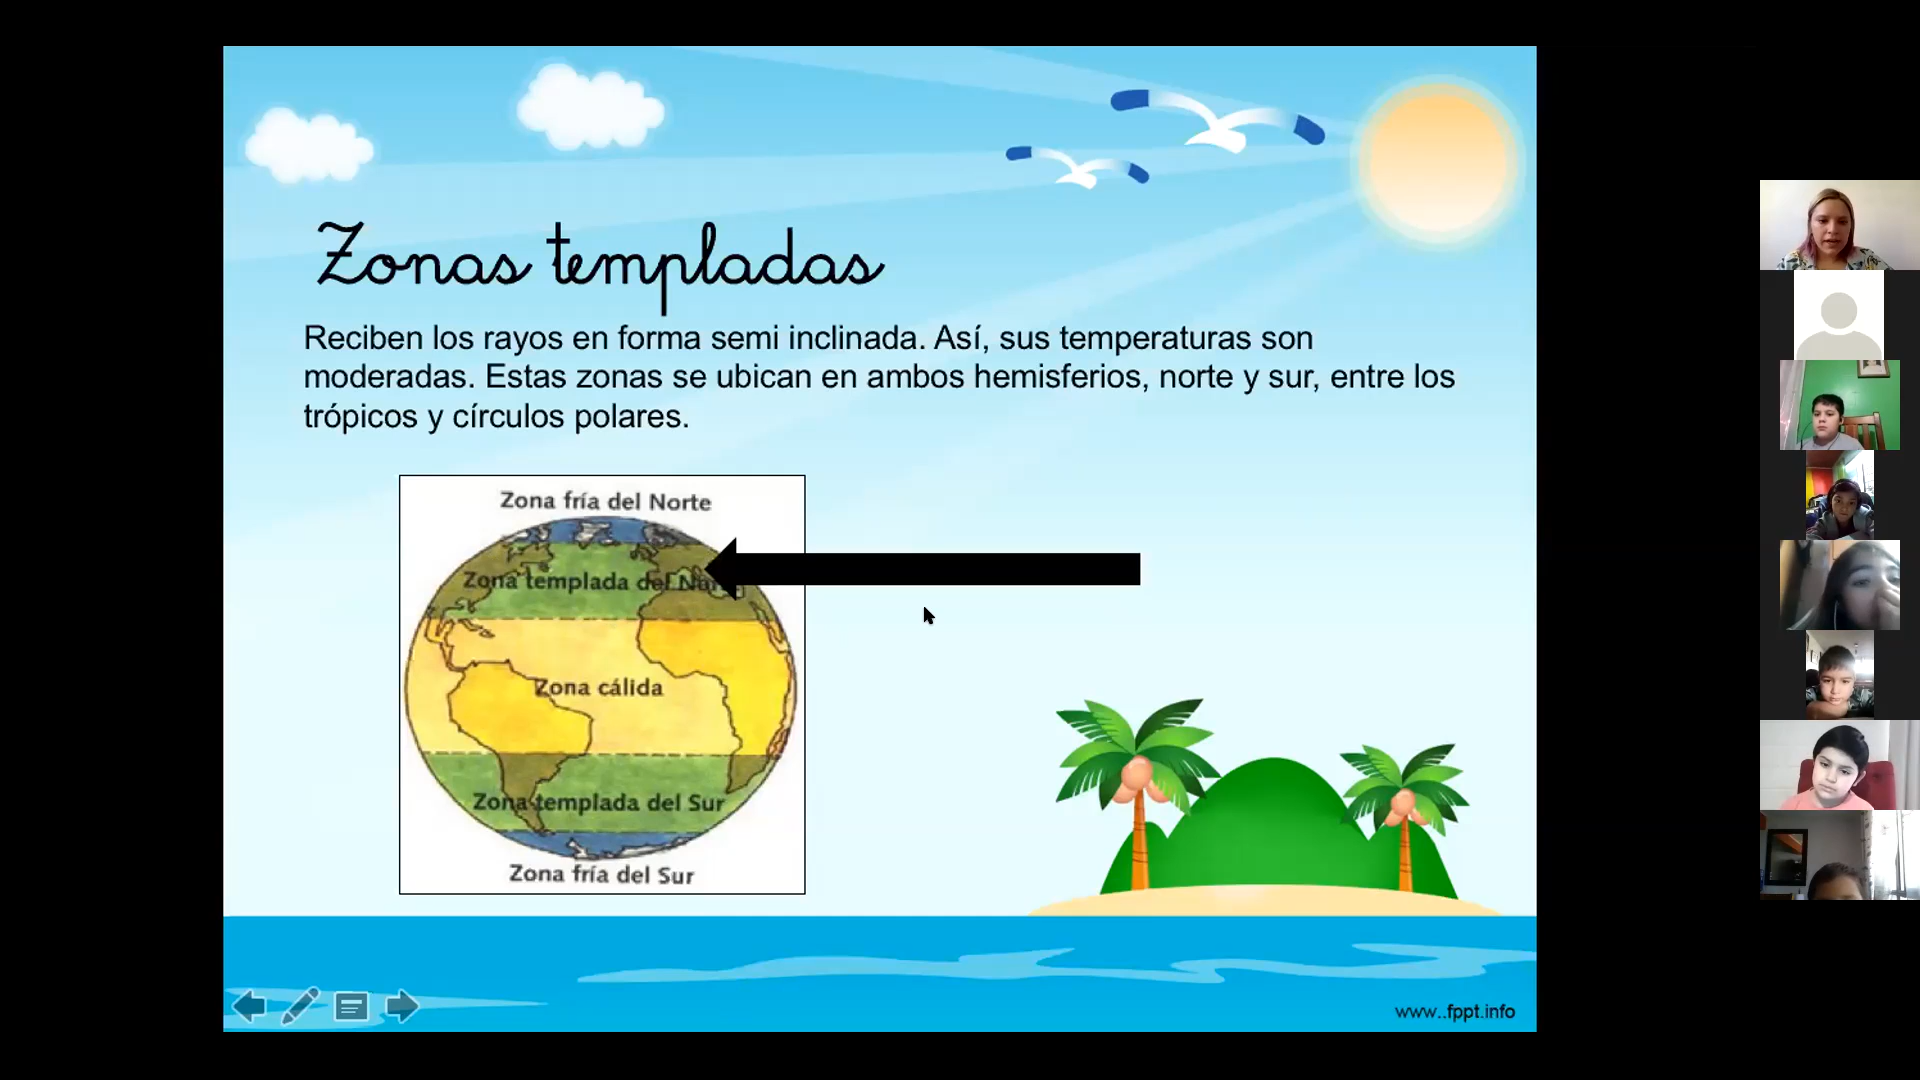 Zonas templadas
Reciben los rayos en forma semi inclinada. Así, sus temperaturas son
moderadas. Estas zonas se ubican en ambos hemisferios, norte y sur, entre los
trópicos y círculos polares.
Zona fría del Norte
Zona templada del
Zona cálida
Zona templada del Sur
Zona fría del Sur
www..fppt.info